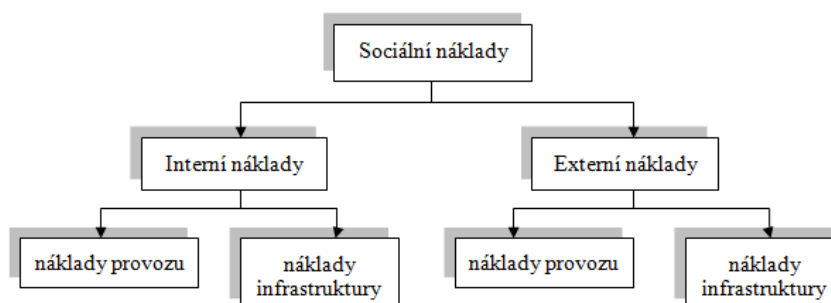 Sociální náklady
Interní náklady
Externí náklady
náklady provozu
náklady
infrastruktury
náklady provozu
náklady
infrastruktury